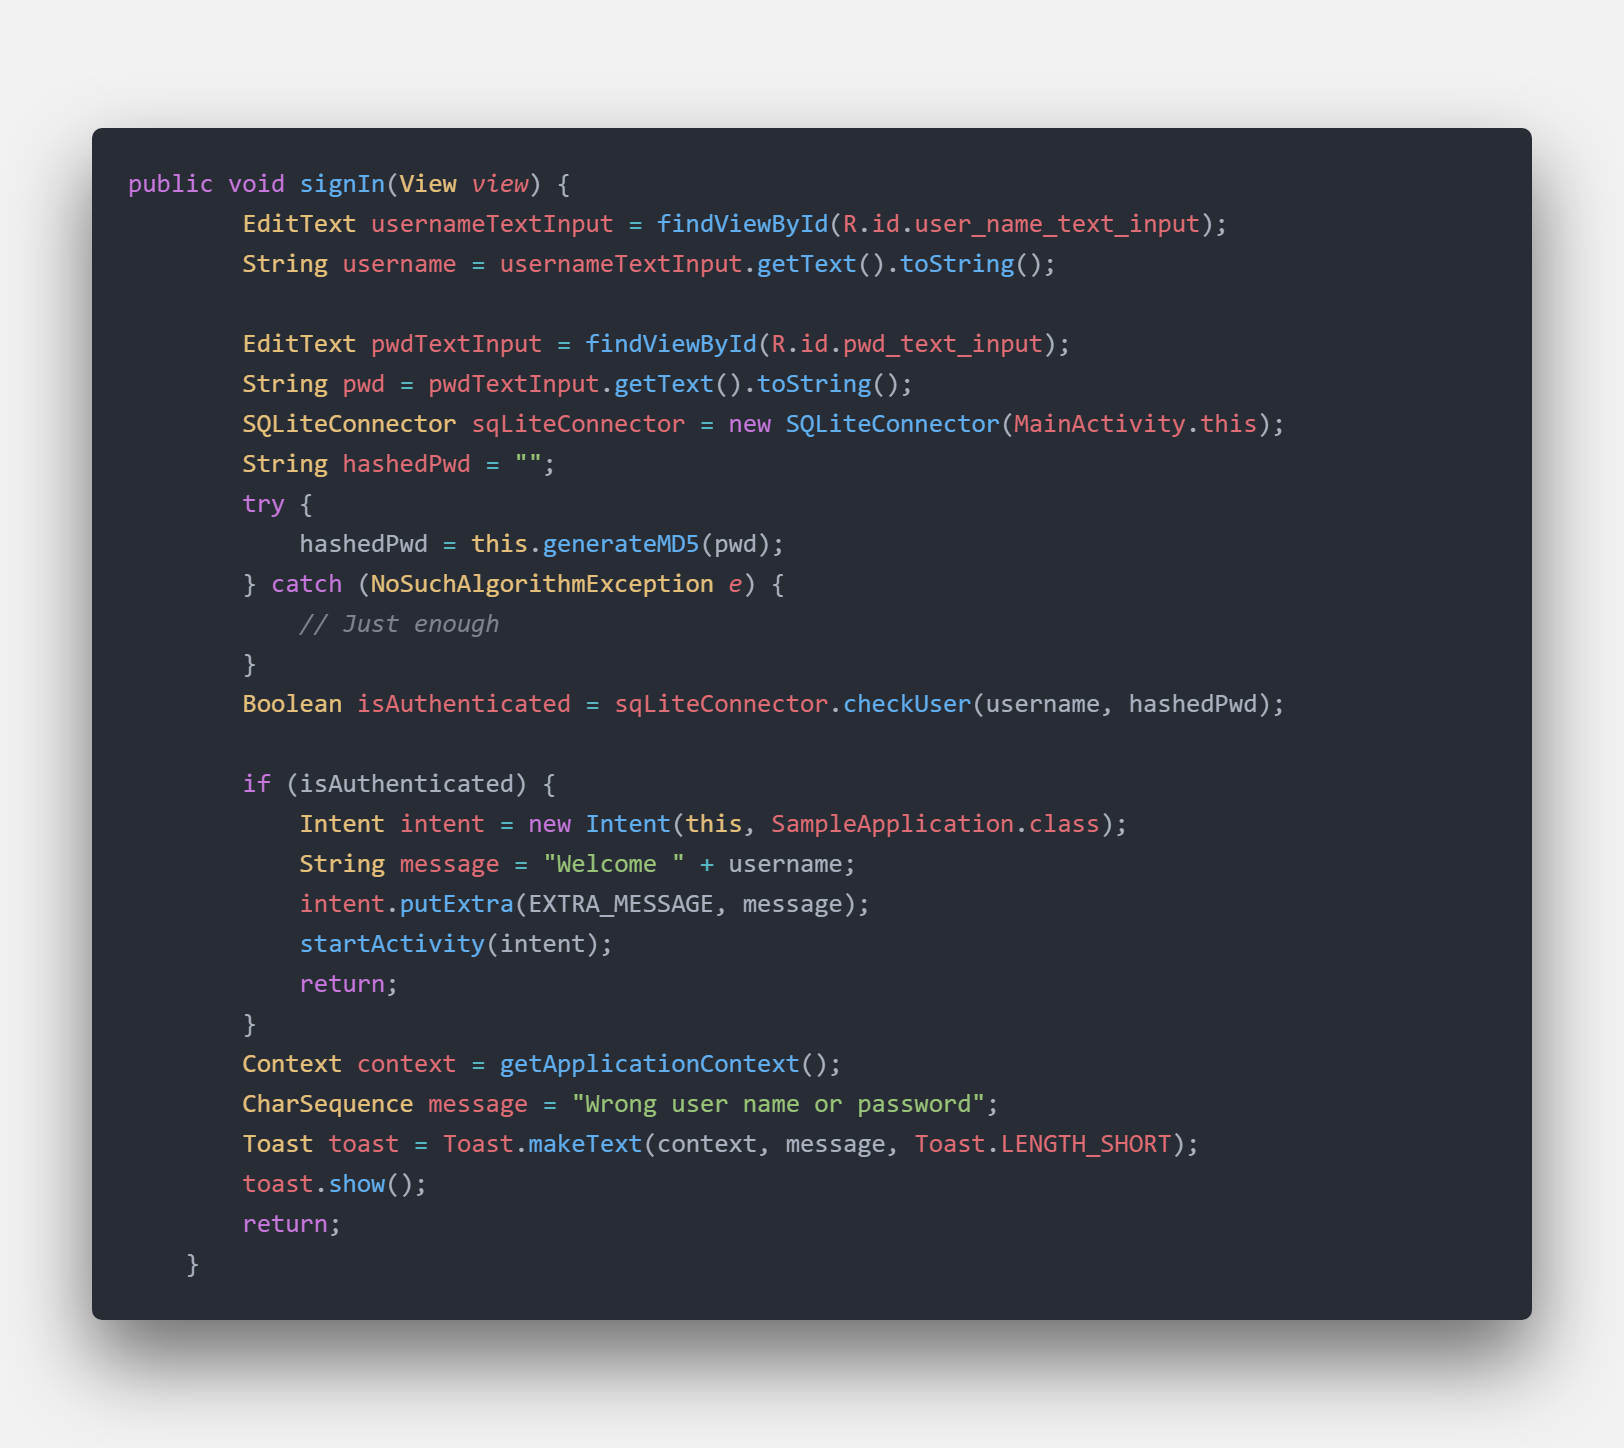 public void signIn(View view) {
        EditText usernameTextInput = findViewById(R.id.user_name_text_input);
        String username = usernameTextInput.getText().toString();

        EditText pwdTextInput = findViewById(R.id.pwd_text_input);
        String pwd = pwdTextInput.getText().toString();
        SQLiteConnector sqLiteConnector = new SQLiteConnector(MainActivity.this);
        String hashedPwd = "";
        try {
            hashedPwd = this.generateMD5(pwd);
        } catch (NoSuchAlgorithmException e) {
            // Just enough
        }
        Boolean isAuthenticated = sqLiteConnector.checkUser(username, hashedPwd);

        if (isAuthenticated) {
            Intent intent = new Intent(this, SampleApplication.class);
            String message = "Welcome " + username;
            intent.putExtra(EXTRA_MESSAGE, message);
            startActivity(intent);
            return;
        }
        Context context = getApplicationContext();
        CharSequence message = "Wrong user name or password";
        Toast toast = Toast.makeText(context, message, Toast.LENGTH_SHORT);
        toast.show();
        return;
    }